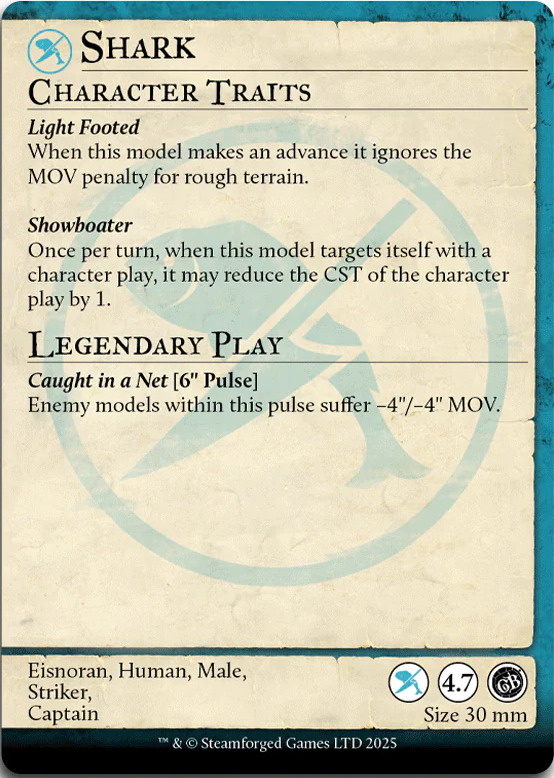 Shark
Character Traits
Light Footed
When this model makes an advance it ignores the
MOV penalty for rough terrain.
Showboater
Once per turn, when this model targets itself with a
character play, it may reduce the CST of the character
play by 1.
Legendary Play
Caught in a Net [6" Pulse]
Enemy models within this pulse suffer –4"/–4" MOV.
Eisnoran, Human, Male,
Striker,
Captain
4.7
GB
Size 30 mm
™ & © Steamforged Games LTD 2025